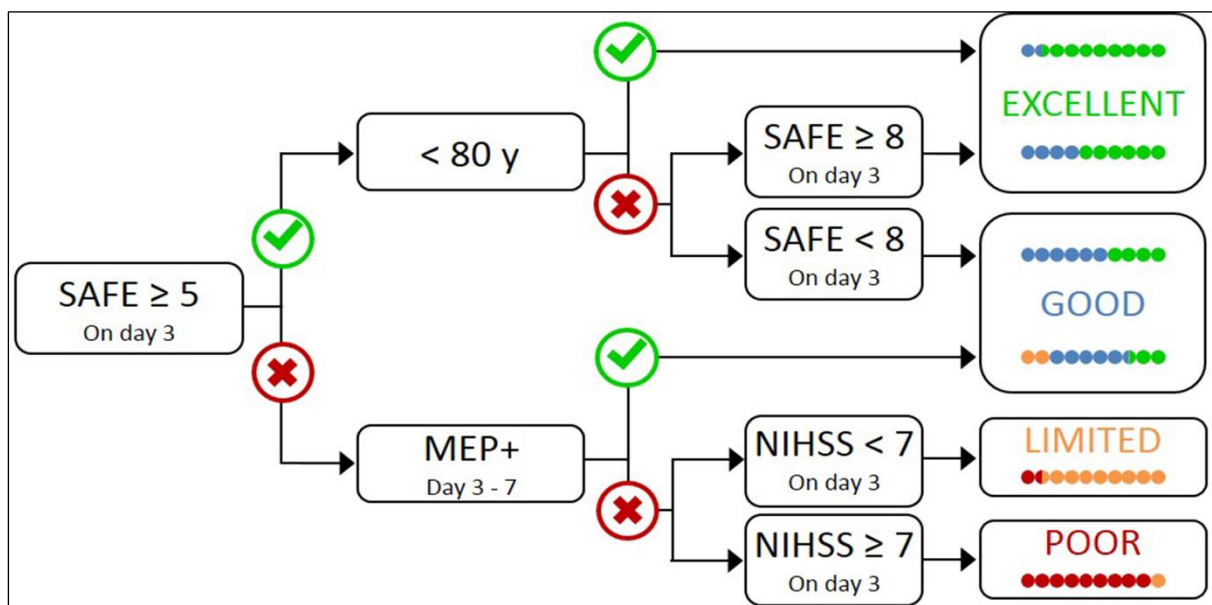 SAFE ≥ 5
On day 3
< 80 y
SAFE ≥ 8
On day 3
SAFE < 8
On day 3
EXCELLENT
GOOD
MEP+
Day 3 - 7
NIHSS < 7
On day 3
NIHSS ≥ 7
On day 3
LIMITED
POOR